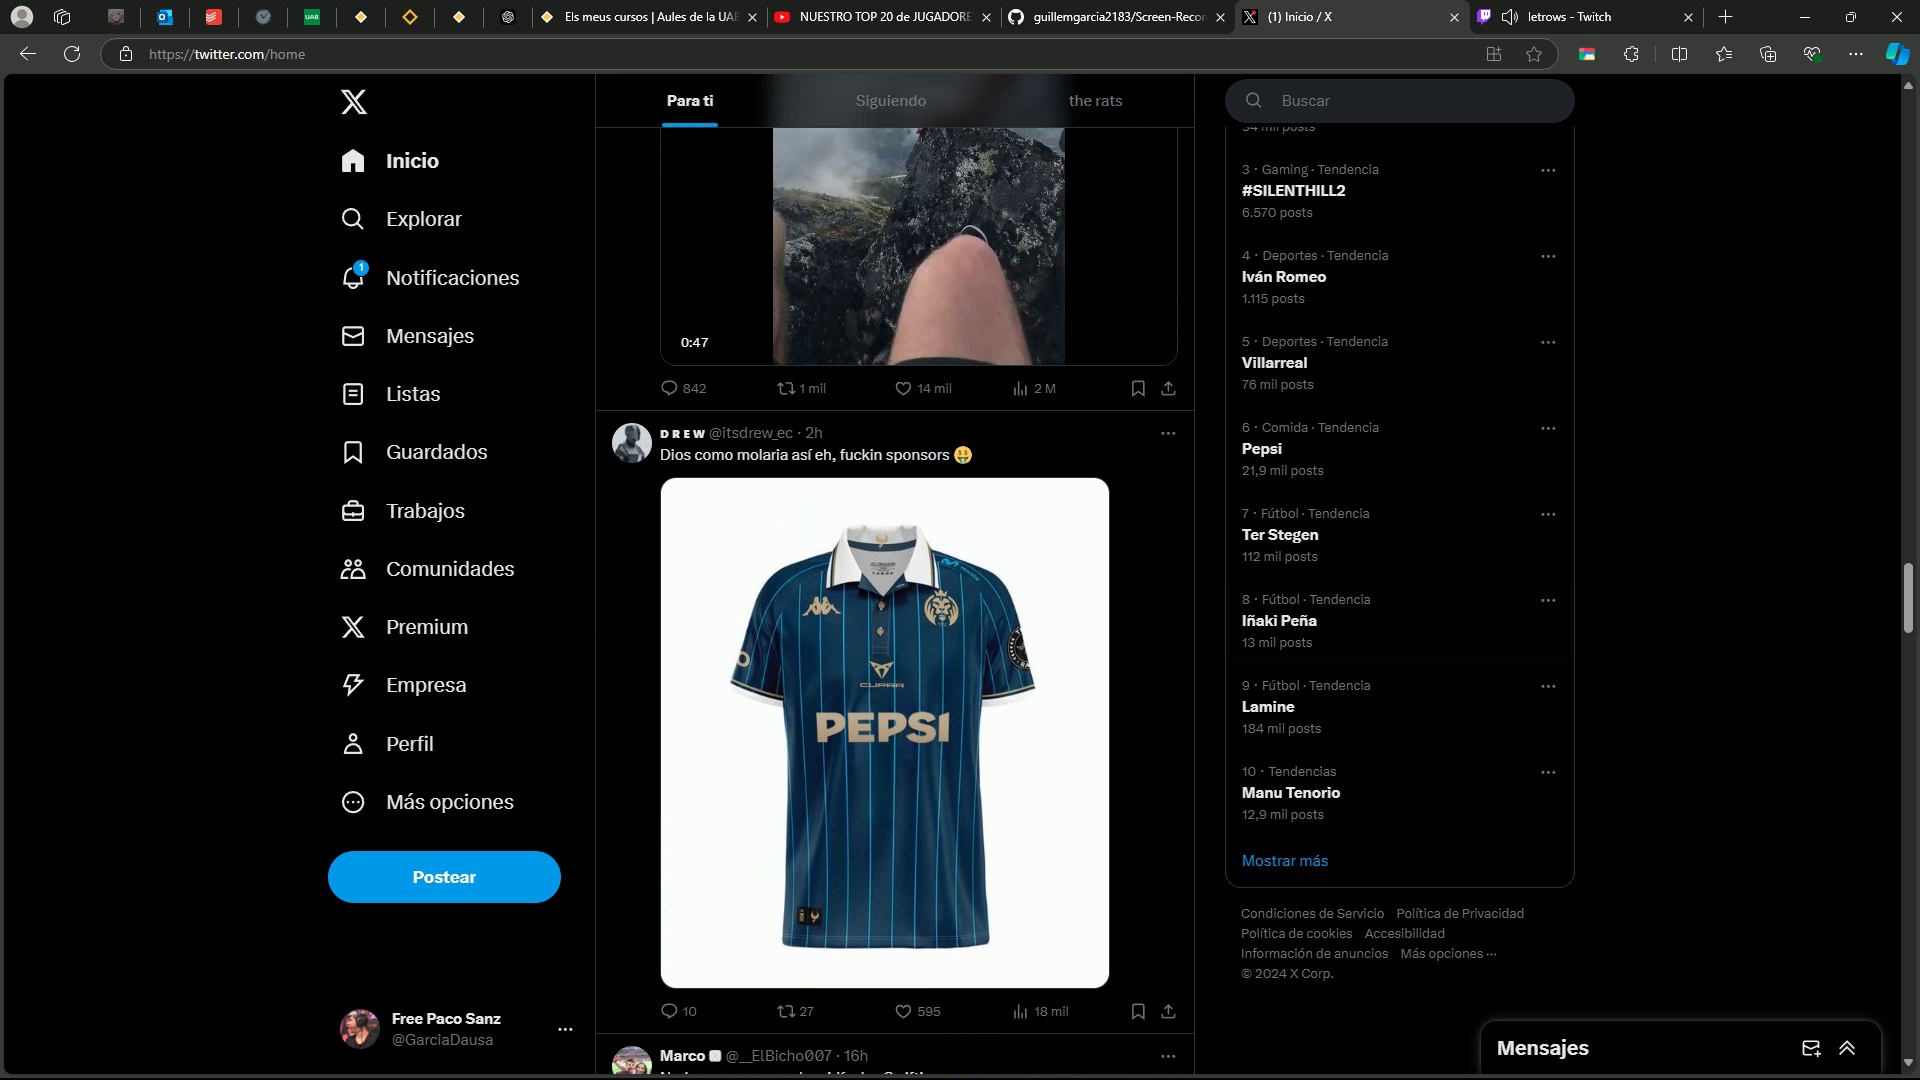 Els meus cursos | Aules de la UAB
NUESTRO TOP 20 de JUGADORE
guillemgarcia2183/Screen-Recor
(1) Inicio / X
letrows - Twitch
https://twitter.com/home
Inicio
Explorar
1
Notificaciones
Mensajes
Listas
Guardados
Trabajos
Comunidades
Premium
Empresa
Perfil
Más opciones
Postear
Free Paco Sanz
@GarciaDausa
Para ti
Siguiendo
the rats
0:47
842
1 mil
14 mil
2 M
DREW @itsdrew_ec · 2h
Dios como molaria así eh, fuckin sponsors 🤑
CUPRA
PEPSI
10
27
595
18 mil
Marco @__ElBicho007 · 16h
Buscar
34 mil posts
3 · Gaming · Tendencia
#SILENTHILL2
6.570 posts
4 · Deportes · Tendencia
Iván Romeo
1.115 posts
5 · Deportes · Tendencia
Villarreal
76 mil posts
6 · Comida · Tendencia
Pepsi
21,9 mil posts
7 · Fútbol · Tendencia
Ter Stegen
112 mil posts
8 · Fútbol · Tendencia
Iñaki Peña
13 mil posts
9 · Fútbol · Tendencia
Lamine
184 mil posts
10 · Tendencias
Manu Tenorio
12,9 mil posts
Mostrar más
Condiciones de Servicio Política de Privacidad
Política de cookies Accesibilidad
Información de anuncios Más opciones ···
© 2024 X Corp.
Mensajes